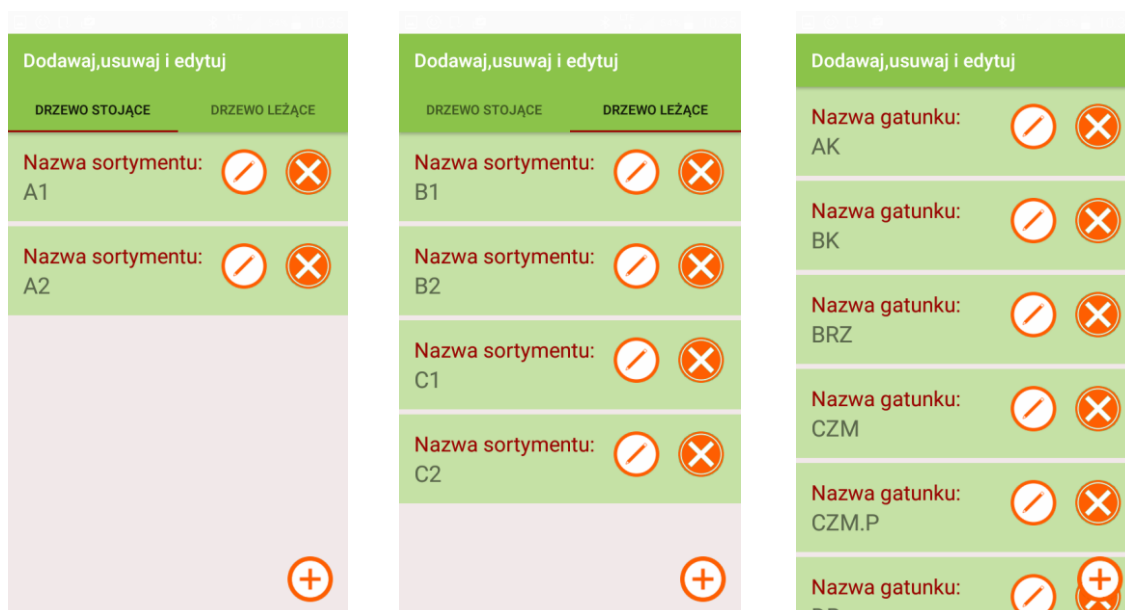 Dodawaj,usuwaj i edytuj
DRZEWO STOJĄCE DRZEWO LEŻĄCE
Nazwa sortymentu:
A1
Nazwa sortymentu:
A2
Dodawaj,usuwaj i edytuj
DRZEWO STOJĄCE DRZEWO LEŻĄCE
Nazwa sortymentu:
B1
Nazwa sortymentu:
B2
Nazwa sortymentu:
C1
Nazwa sortymentu:
C2
Dodawaj,usuwaj i edytuj
Nazwa gatunku:
AK
Nazwa gatunku:
BK
Nazwa gatunku:
BRZ
Nazwa gatunku:
CZM
Nazwa gatunku:
CZM.P
Nazwa gatunku: